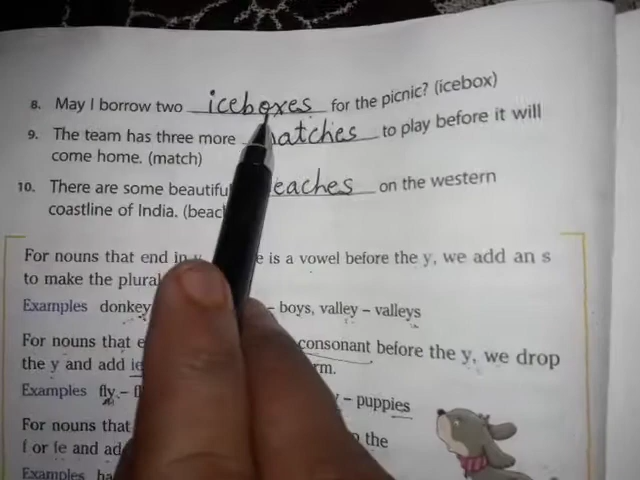 8. May I borrow two iceboxes for the picnic? (icebox)
9. The team has three more matches to play before it will
come home. (match)
10. There are some beautiful beaches on the western
coastline of India. (beac
For nouns that end in y is a vowel before the y, we add an s
to make the plural
Examples donkey – boys, valley – valleys
For nouns that consonant before the y, we drop
the y and add ie rm.
Examples fly – – puppies
For nouns that the
f or fe and ad
Examples